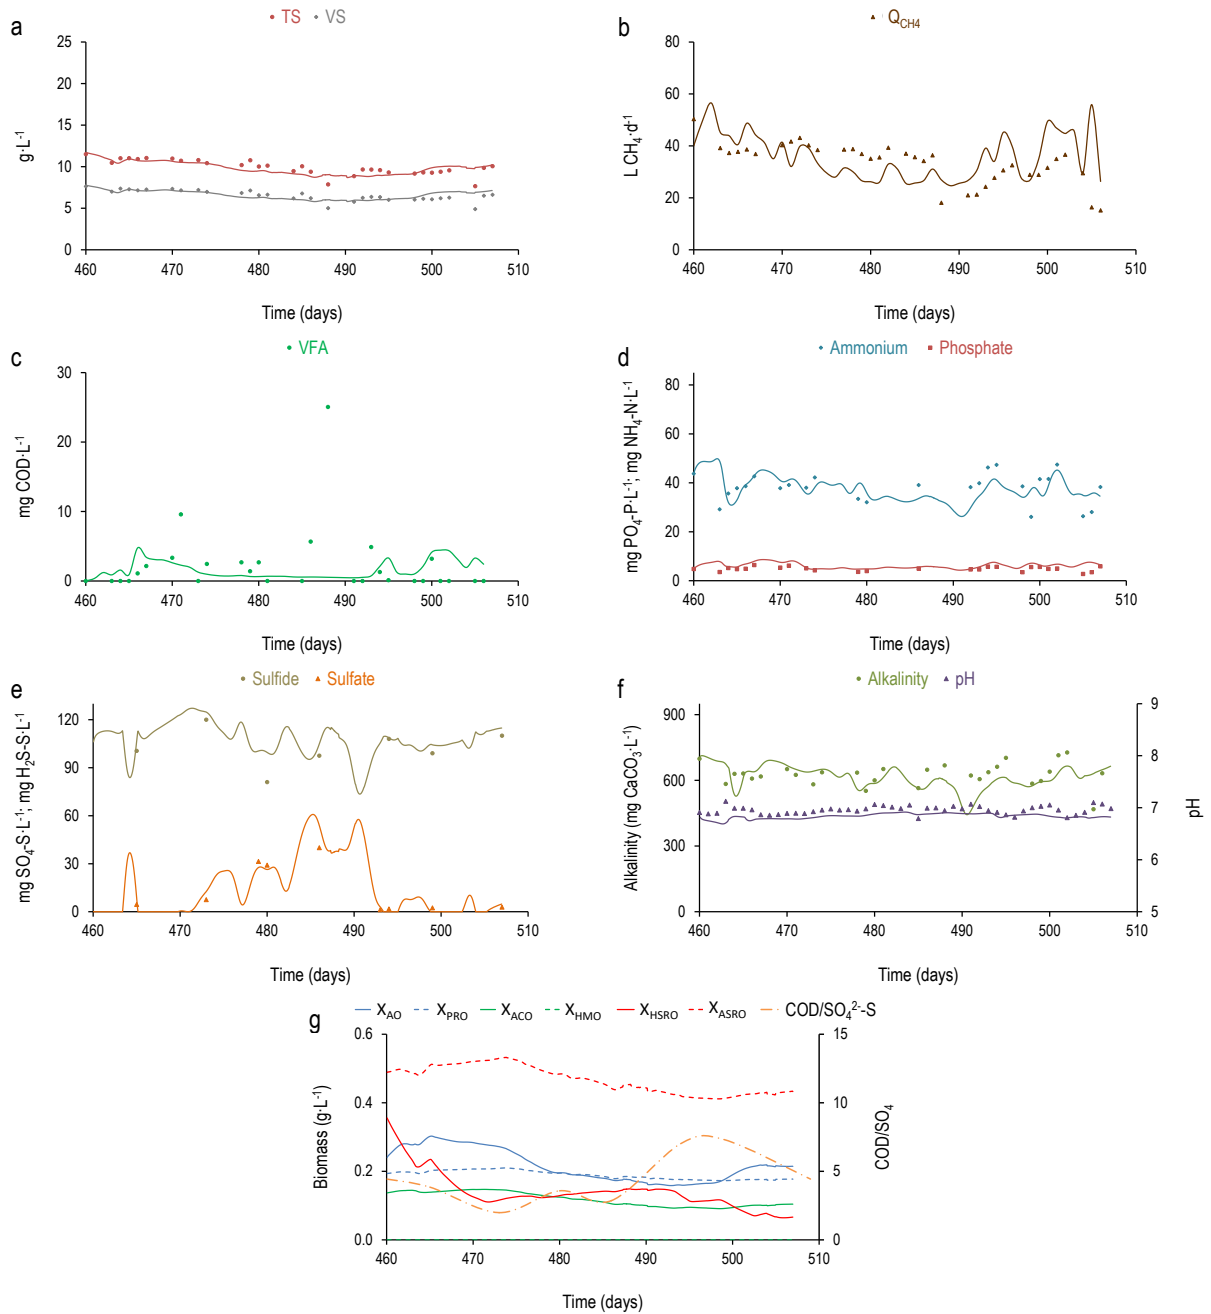 a
TS VS
g·L-1
25
20
15
10
5
0
460 470 480 490 500 510
Time (days)
b
QCH4
L CH4·d-1
80
60
40
20
0
460 470 480 490 500 510
Time (days)
c
VFA
mg COD·L-1
30
20
10
0
460 470 480 490 500 510
Time (days)
d
Ammonium Phosphate
mg PO4-P·L-1; mg NH4-N·L-1
80
60
40
20
0
460 470 480 490 500 510
Time (days)
e
Sulfide Sulfate
mg SO4-S·L-1; mg H2S-S·L-1
120
90
60
30
0
460 470 480 490 500 510
Time (days)
f
Alkalinity pH
Alkalinity (mg CaCO3·L-1)
900
600
300
0
9
8
7
6
5
pH
460 470 480 490 500 510
Time (days)
g
XAO XPRO XACO XHMO XHSRO XASRO COD/SO42--S
Biomass (g·L-1)
0.6
0.4
0.2
0.0
15
10
5
0
COD/SO4
460 470 480 490 500 510
Time (days)